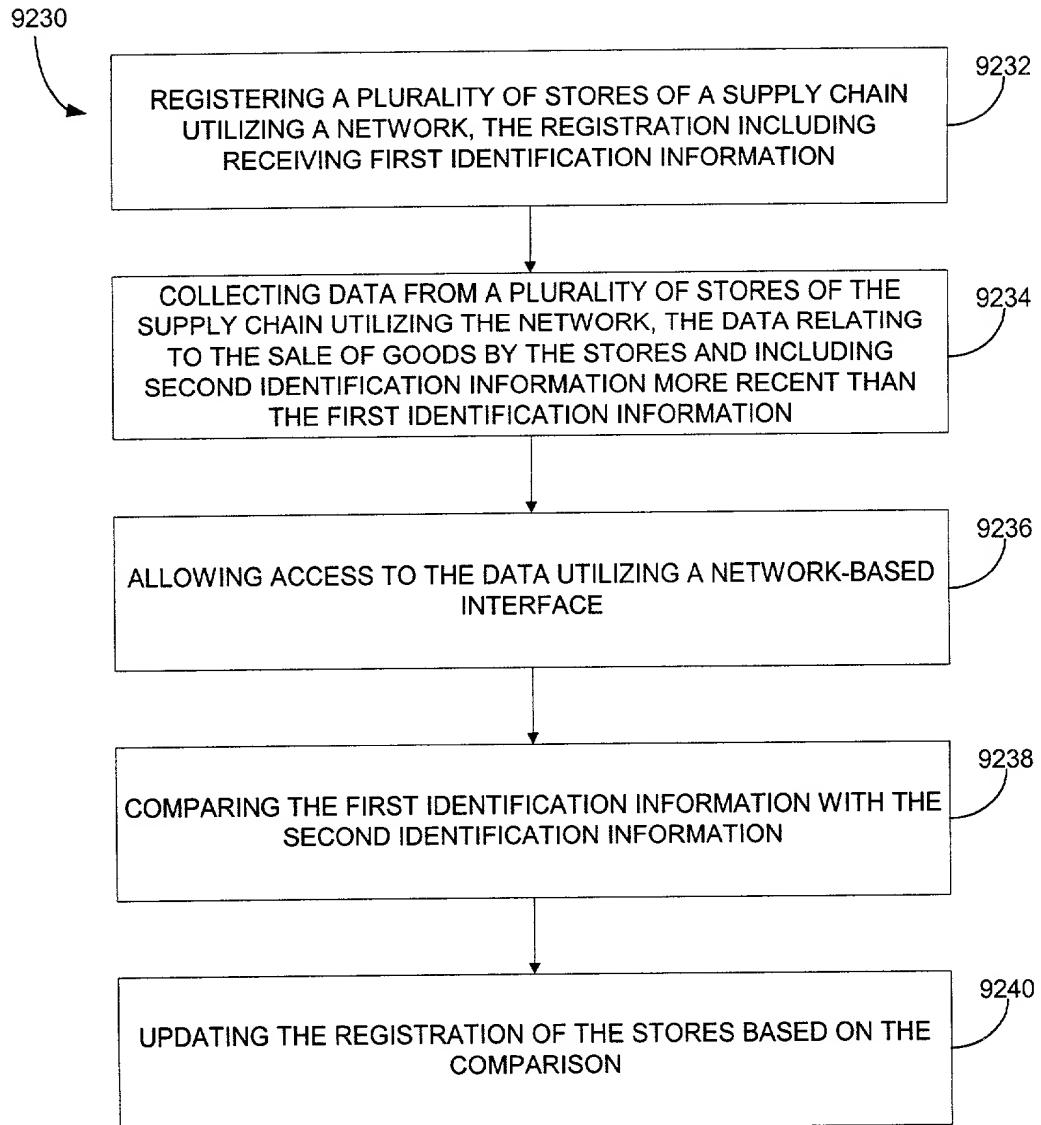 9230
9232
REGISTERING A PLURALITY OF STORES OF A SUPPLY CHAIN
UTILIZING A NETWORK, THE REGISTRATION INCLUDING
RECEIVING FIRST IDENTIFICATION INFORMATION
9234
COLLECTING DATA FROM A PLURALITY OF STORES OF THE
SUPPLY CHAIN UTILIZING THE NETWORK, THE DATA RELATING
TO THE SALE OF GOODS BY THE STORES AND INCLUDING
SECOND IDENTIFICATION INFORMATION MORE RECENT THAN
THE FIRST IDENTIFICATION INFORMATION
9236
ALLOWING ACCESS TO THE DATA UTILIZING A NETWORK-BASED
INTERFACE
9238
COMPARING THE FIRST IDENTIFICATION INFORMATION WITH THE
SECOND IDENTIFICATION INFORMATION
9240
UPDATING THE REGISTRATION OF THE STORES BASED ON THE
COMPARISON